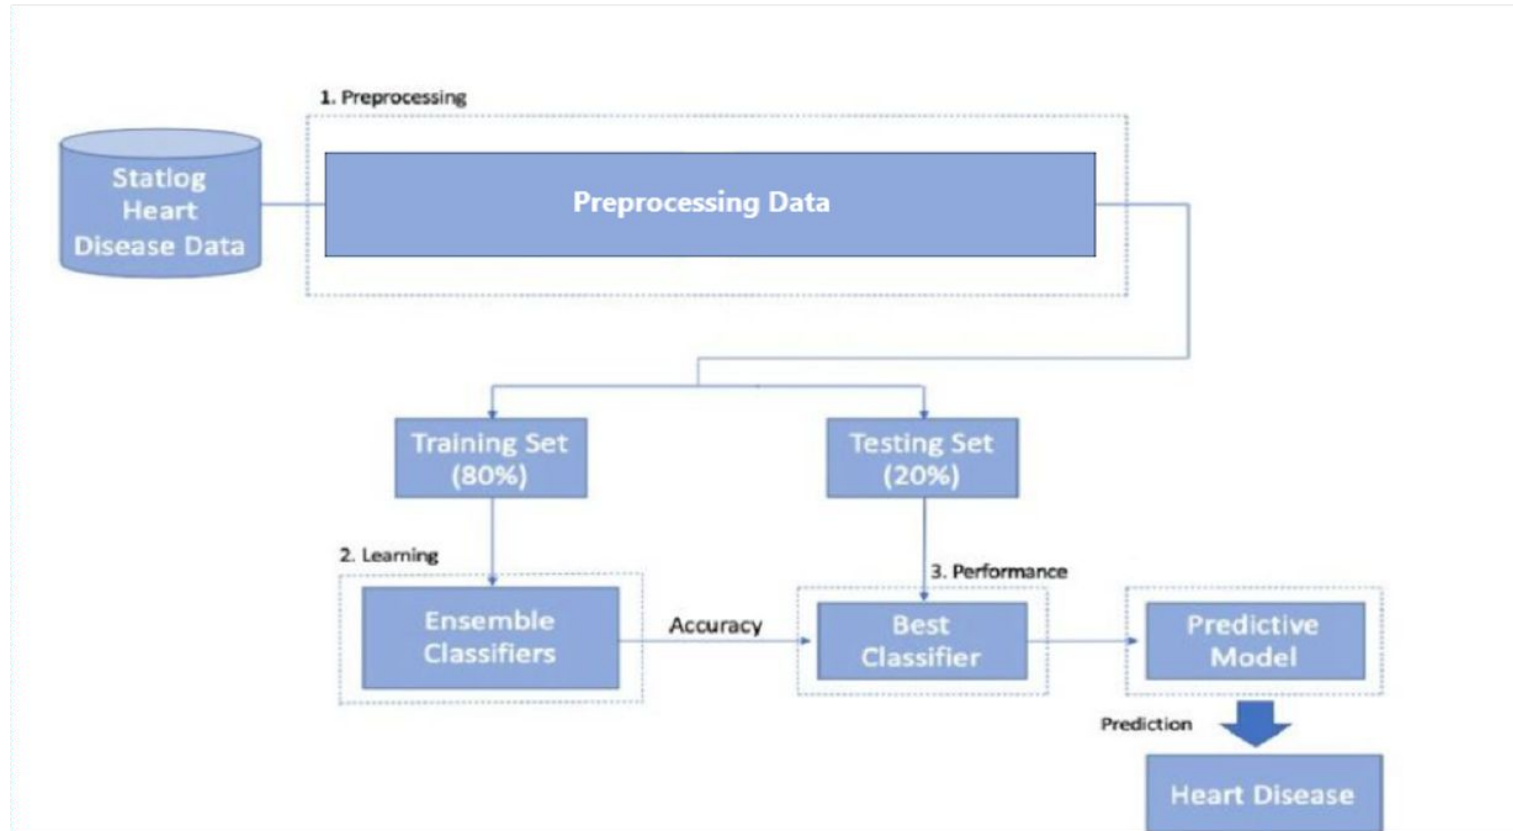 1. Preprocessing
Statlog
Heart
Disease Data
Preprocessing Data
Training Set
(80%)
Testing Set
(20%)
2. Learning
3. Performance
Ensemble
Classifiers
Accuracy
Best
Classifier
Predictive
Model
Prediction
Heart Disease